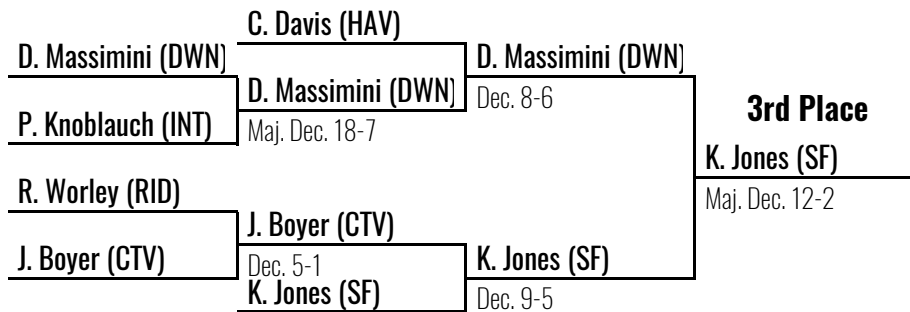 C. Davis (HAV)
D. Massimini (DWN)
D. Massimini (DWN)
D. Massimini (DWN)
Dec. 8-6
3rd Place
P. Knoblauch (INT)
Maj. Dec. 18-7
K. Jones (SF)
R. Worley (RID)
Maj. Dec. 12-2
J. Boyer (CTV)
J. Boyer (CTV)
Dec. 5-1
K. Jones (SF)
K. Jones (SF)
Dec. 9-5